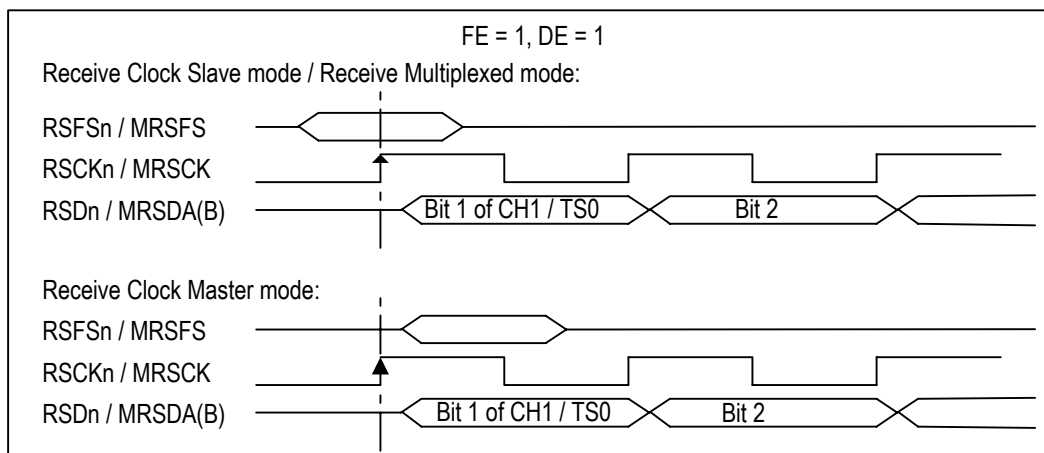 FE = 1, DE = 1
Receive Clock Slave mode / Receive Multiplexed mode:
RSFSn / MRSFS
RSCKn / MRSCK
RSDn / MRSDA(B)
Bit 1 of CH1 / TS0
Bit 2
Receive Clock Master mode:
RSFSn / MRSFS
RSCKn / MRSCK
RSDn / MRSDA(B)
Bit 1 of CH1 / TS0
Bit 2